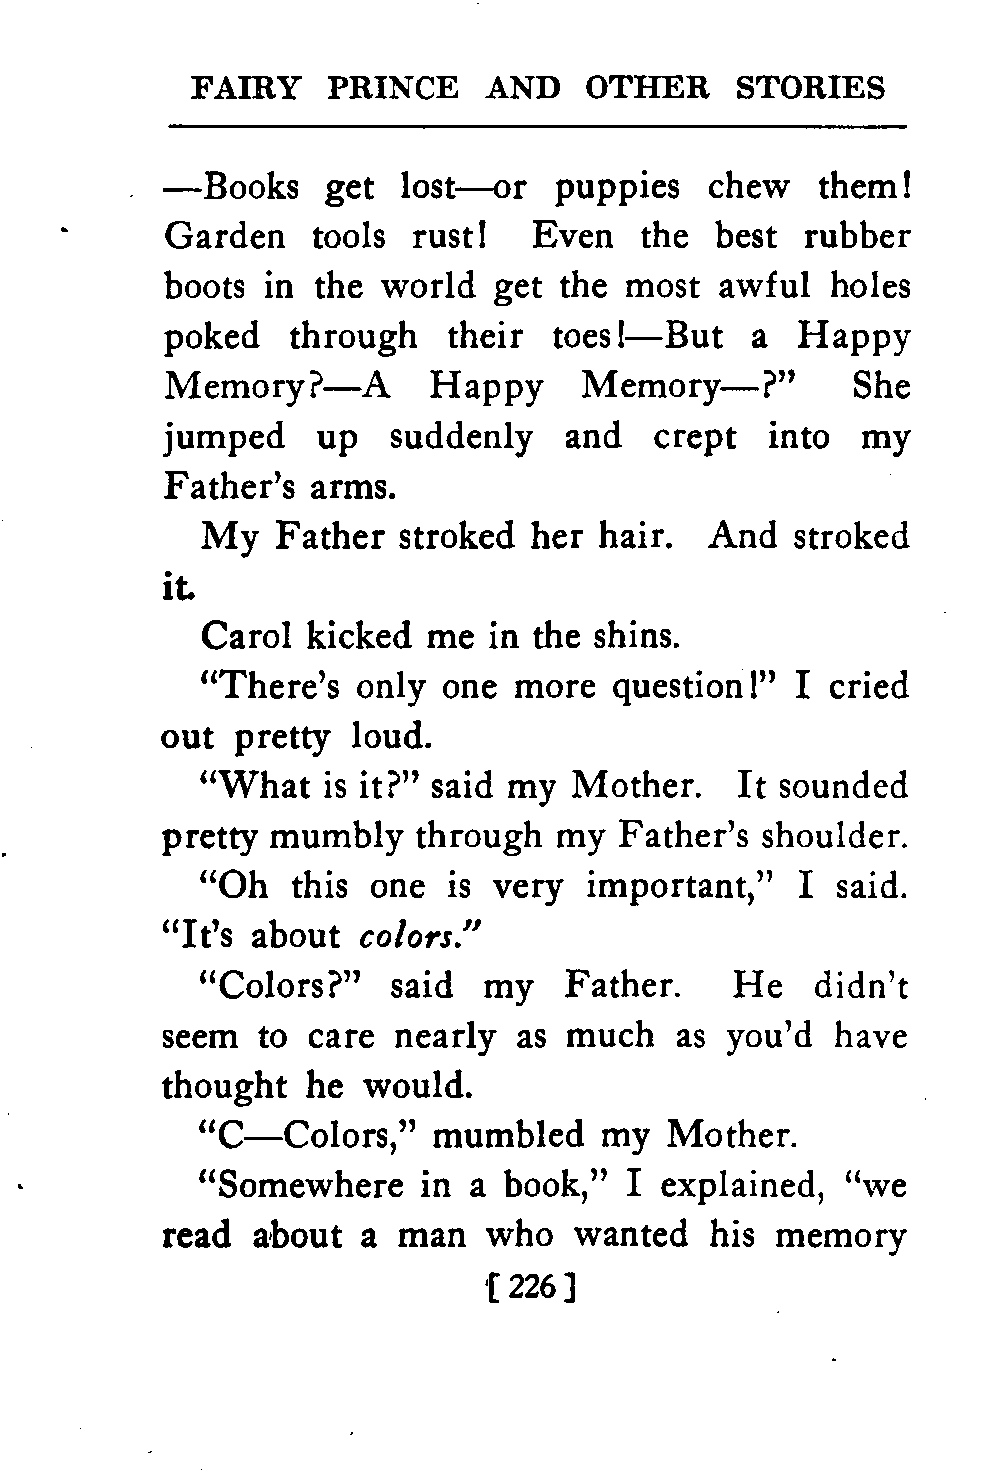 FAIRY PRINCE AND OTHER STORIES
—Books get lost—or puppies chew them!
Garden tools rust! Even the best rubber
boots in the world get the most awful holes
poked through their toes!—But a Happy
Memory?—A Happy Memory—?” She
jumped up suddenly and crept into my
Father's arms.
My Father stroked her hair. And stroked
it.
Carol kicked me in the shins.
“There's only one more question!” I cried
out pretty loud.
“What is it?” said my Mother. It sounded
pretty mumbly through my Father's shoulder.
“Oh this one is very important,” I said.
“It's about colors.”
“Colors?” said my Father. He didn't
seem to care nearly as much as you'd have
thought he would.
“C—Colors,” mumbled my Mother.
“Somewhere in a book,” I explained, “we
read about a man who wanted his memory
[ 226 ]